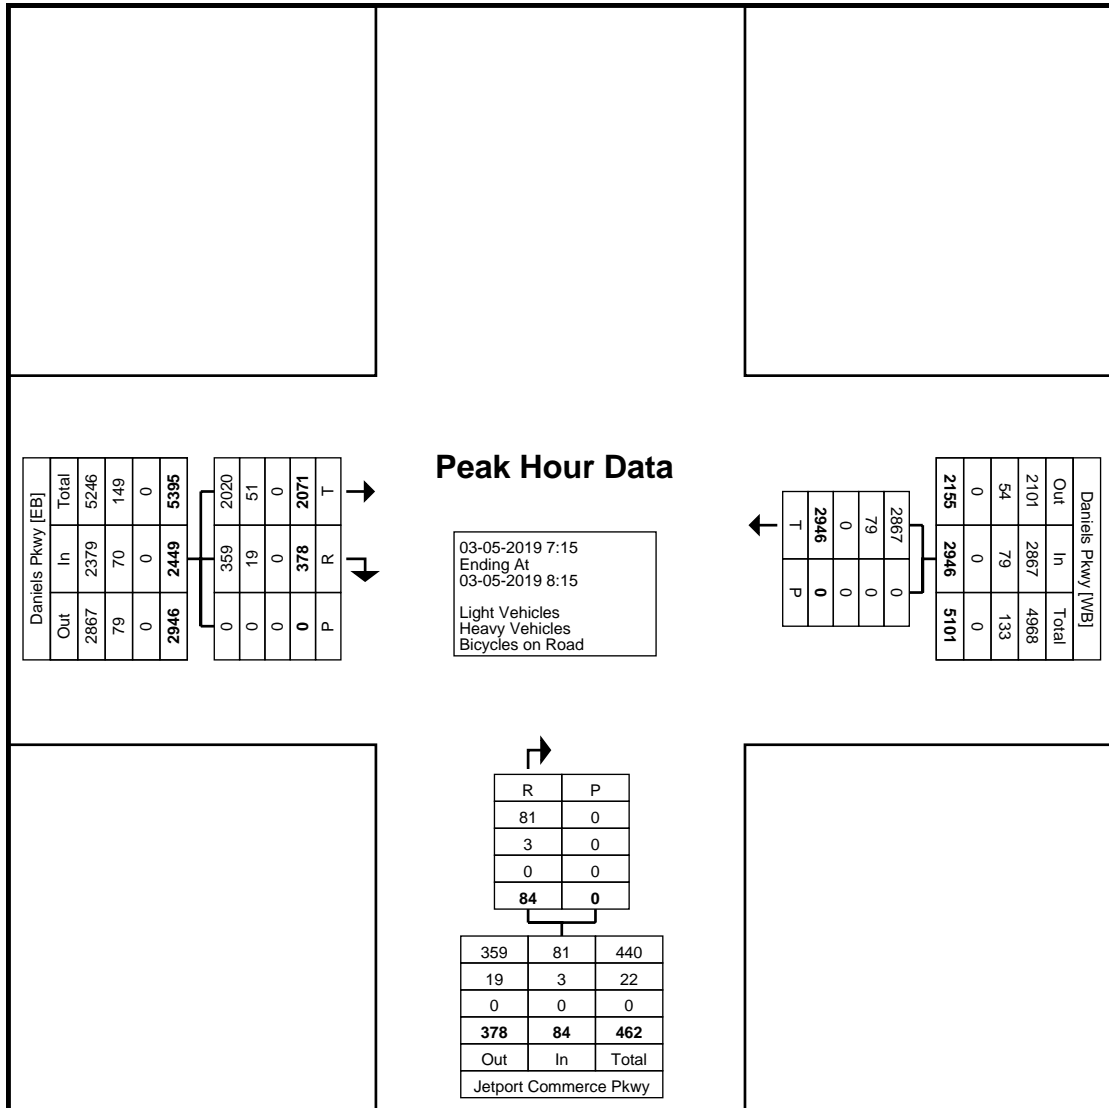 Peak Hour Data
03-05-2019 7:15
Ending At
03-05-2019 8:15
Light Vehicles
Heavy Vehicles
Bicycles on Road
Daniels Pkwy [EB]
Total In Out
5246 2379 2867
149 70 79
0 0 0
5395 2449 2946
2020 359 0
51 19 0
0 0 0
2071 378 0
T R P
2867 0
79 0
0 0
2946 0
T P
Daniels Pkwy [WB]
Out In Total
2101 2867 4968
54 79 133
0 0 0
2155 2946 5101
R P
81 0
3 0
0 0
84 0
359 81 440
19 3 22
0 0 0
378 84 462
Out In Total
Jetport Commerce Pkwy